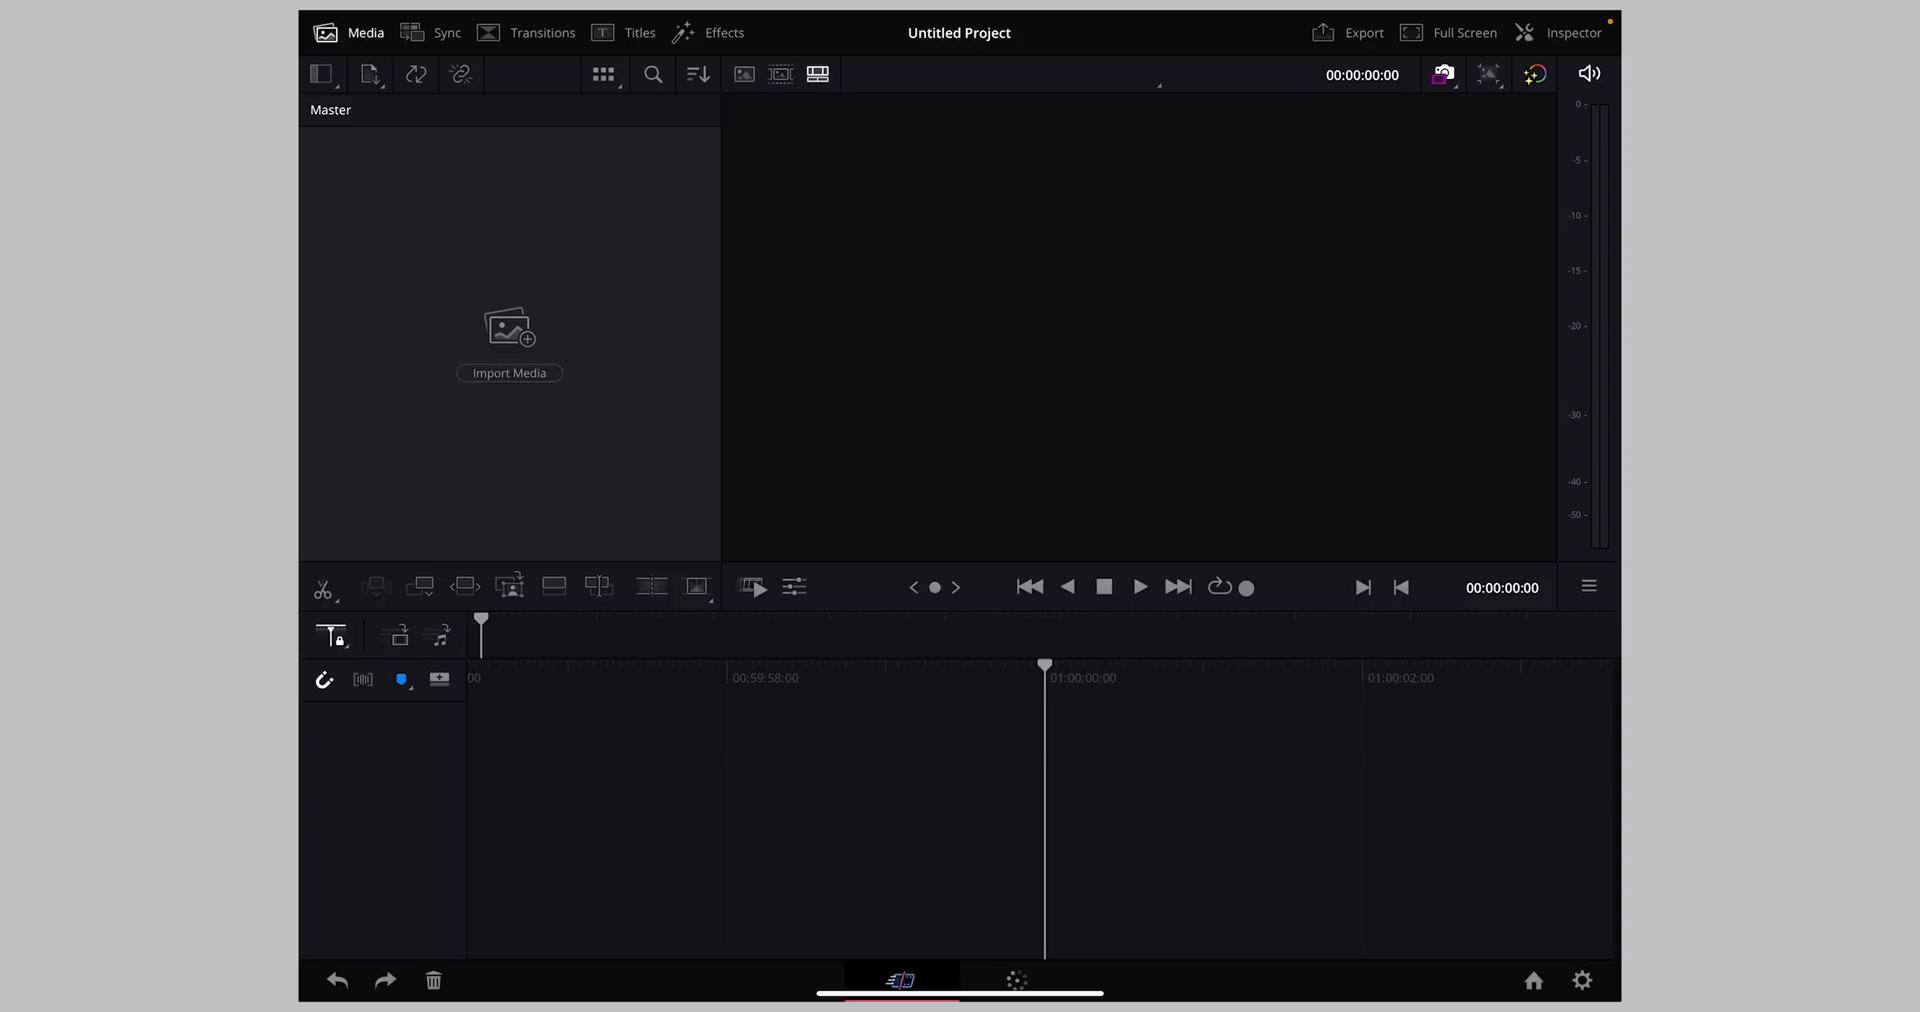 Media Sync Transitions Titles Effects Untitled Project Export Full Screen Inspector
00:00:00:00
Master
0
-5
-10
-15
-20
-30
-40
-50
Import Media
00:00:00:00
00 00:59:58:00 01:00:00:00 01:00:02:00